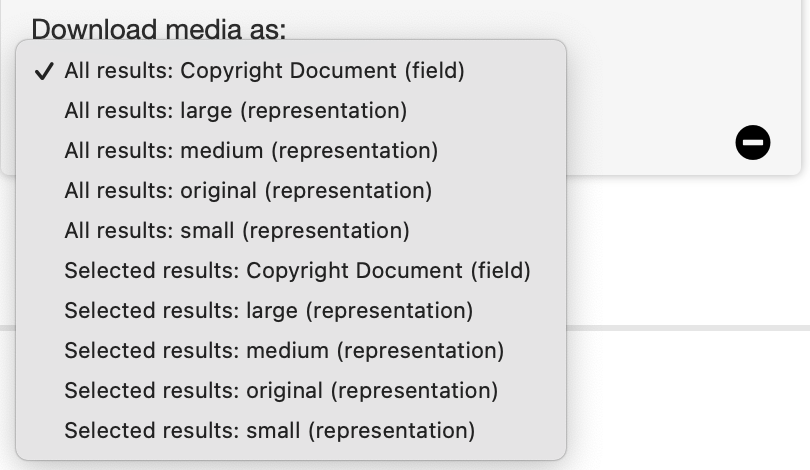 Download media as:
✓ All results: Copyright Document (field)
All results: large (representation)
All results: medium (representation)
All results: original (representation)
All results: small (representation)
Selected results: Copyright Document (field)
Selected results: large (representation)
Selected results: medium (representation)
Selected results: original (representation)
Selected results: small (representation)